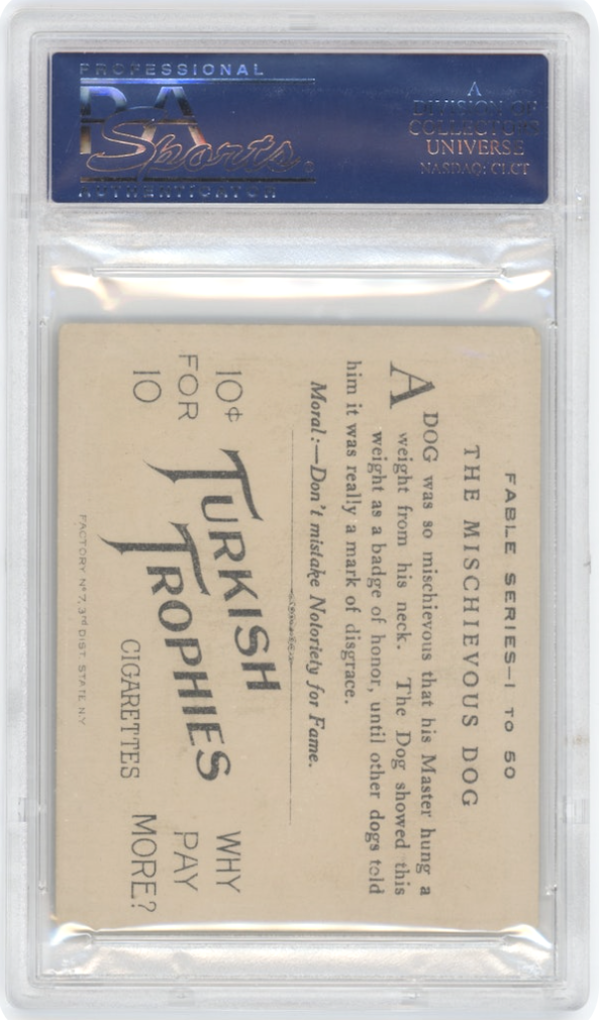 PROFESSIONAL
PSA
Sports
AUTHENTICATOR
A
DIVISION OF
COLLECTORS
UNIVERSE
NASDAQ: CLCT
FABLE SERIES—1 TO 50
THE MISCHIEVOUS DOG
A DOG was so mischievous that his Master hung a
weight from his neck. The Dog showed this
weight as a badge of honor, until other dogs told
him it was really a mark of disgrace.
Moral:—Don't mistake Notoriety for Fame.
10¢
FOR
10
TURKISH
TROPHIES
CIGARETTES
WHY
PAY
MORE?
FACTORY Nº 7, 3rd DIST. STATE N.Y.